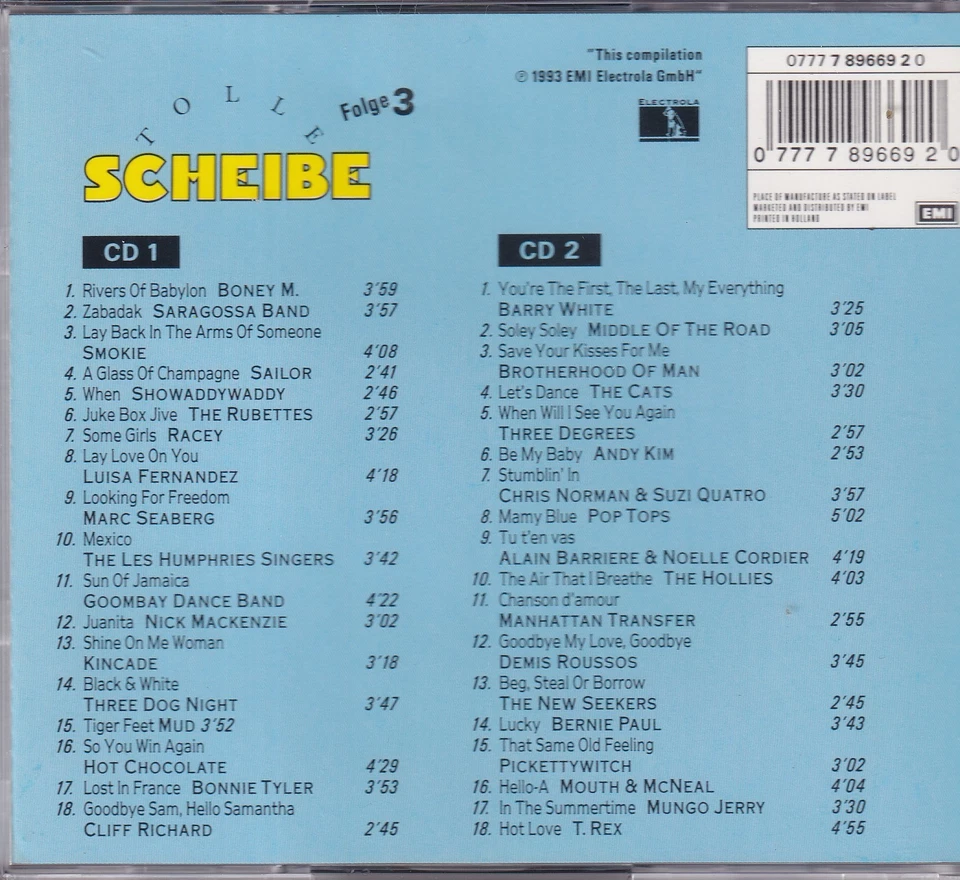 "This compilation
℗ 1993 EMI Electrola GmbH"
0777 7 89669 2 0
ELECTROLA
0 777 7 89669 2 0
PLACE OF MANUFACTURE AS STATED ON LABEL
MARKETED AND DISTRIBUTED BY EMI
PRINTED IN HOLLAND
EMI
TOLLE
Folge 3
SCHEIBE
CD 1
1. Rivers Of Babylon BONEY M. 3'59
2. Zabadak SARAGOSSA BAND 3'57
3. Lay Back In The Arms Of Someone
SMOKIE 4'08
4. A Glass Of Champagne SAILOR 2'41
5. When SHOWADDYWADDY 2'46
6. Juke Box Jive THE RUBETTES 2'57
7. Some Girls RACEY 3'26
8. Lay Love On You
LUISA FERNANDEZ 4'18
9. Looking For Freedom
MARC SEABERG 3'56
10. Mexico
THE LES HUMPHRIES SINGERS 3'42
11. Sun Of Jamaica
GOOMBAY DANCE BAND 4'22
12. Juanita NICK MACKENZIE 3'02
13. Shine On Me Woman
KINCADE 3'18
14. Black & White
THREE DOG NIGHT 3'47
15. Tiger Feet MUD 3'52
16. So You Win Again
HOT CHOCOLATE 4'29
17. Lost In France BONNIE TYLER 3'53
18. Goodbye Sam, Hello Samantha
CLIFF RICHARD 2'45
CD 2
1. You're The First, The Last, My Everything
BARRY WHITE 3'25
2. Soley Soley MIDDLE OF THE ROAD 3'05
3. Save Your Kisses For Me
BROTHERHOOD OF MAN 3'02
4. Let's Dance THE CATS 3'30
5. When Will I See You Again
THREE DEGREES 2'57
6. Be My Baby ANDY KIM 2'53
7. Stumblin' In
CHRIS NORMAN & SUZI QUATRO 3'57
8. Mamy Blue POP TOPS 5'02
9. Tu t'en vas
ALAIN BARRIERE & NOELLE CORDIER 4'19
10. The Air That I Breathe THE HOLLIES 4'03
11. Chanson d'amour
MANHATTAN TRANSFER 2'55
12. Goodbye My Love, Goodbye
DEMIS ROUSSOS 3'45
13. Beg, Steal Or Borrow
THE NEW SEEKERS 2'45
14. Lucky BERNIE PAUL 3'43
15. That Same Old Feeling
PICKETTYWITCH 3'02
16. Hello-A MOUTH & MCNEAL 4'04
17. In The Summertime MUNGO JERRY 3'30
18. Hot Love T. REX 4'55